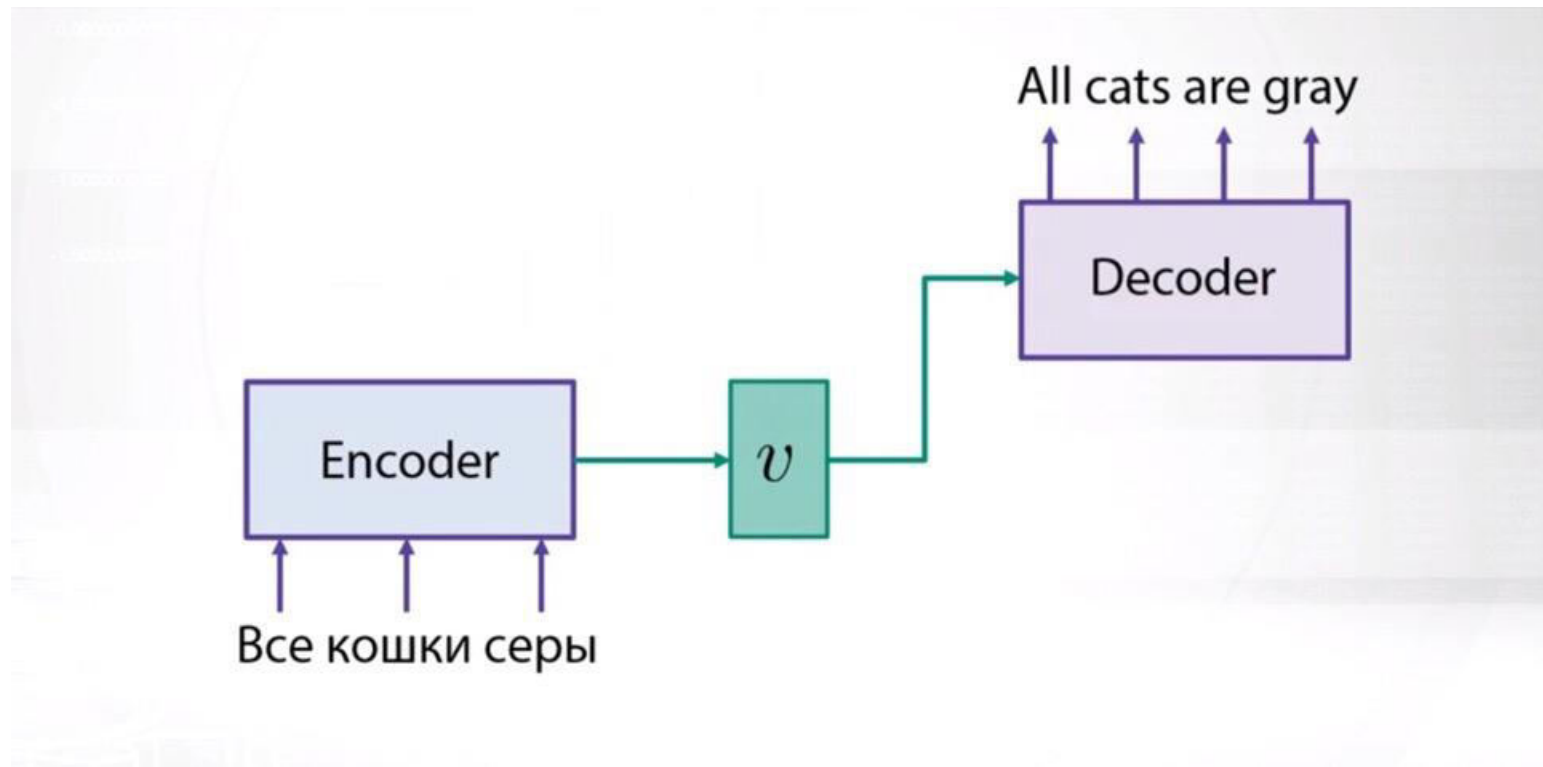 All cats are gray
Decoder
Encoder
v
Все кошки серы